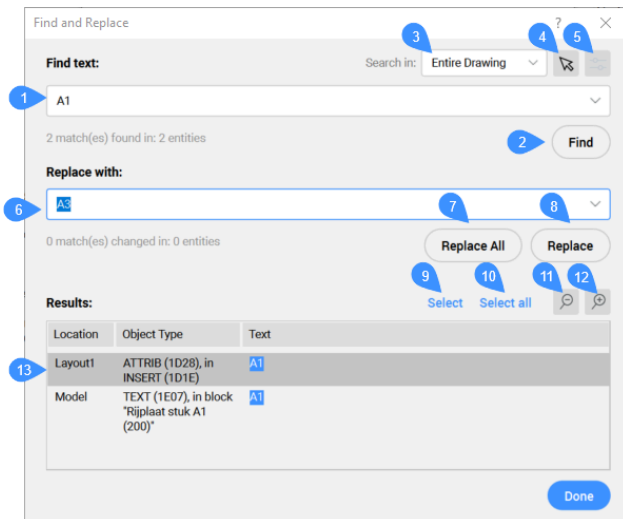 Find and Replace ? ×
3 4 5
Find text: Search in: Entire Drawing
1 A1
2 match(es) found in: 2 entities 2 Find
Replace with:
6 A3
7 8
0 match(es) changed in: 0 entities Replace All Replace
9 10 11 12
Results: Select Select all
Location Object Type Text
13 Layout1 ATTRIB (1D28), in A1
INSERT (1D1E)
Model TEXT (1E07), in block A1
"Rijplaat stuk A1
(200)"
Done